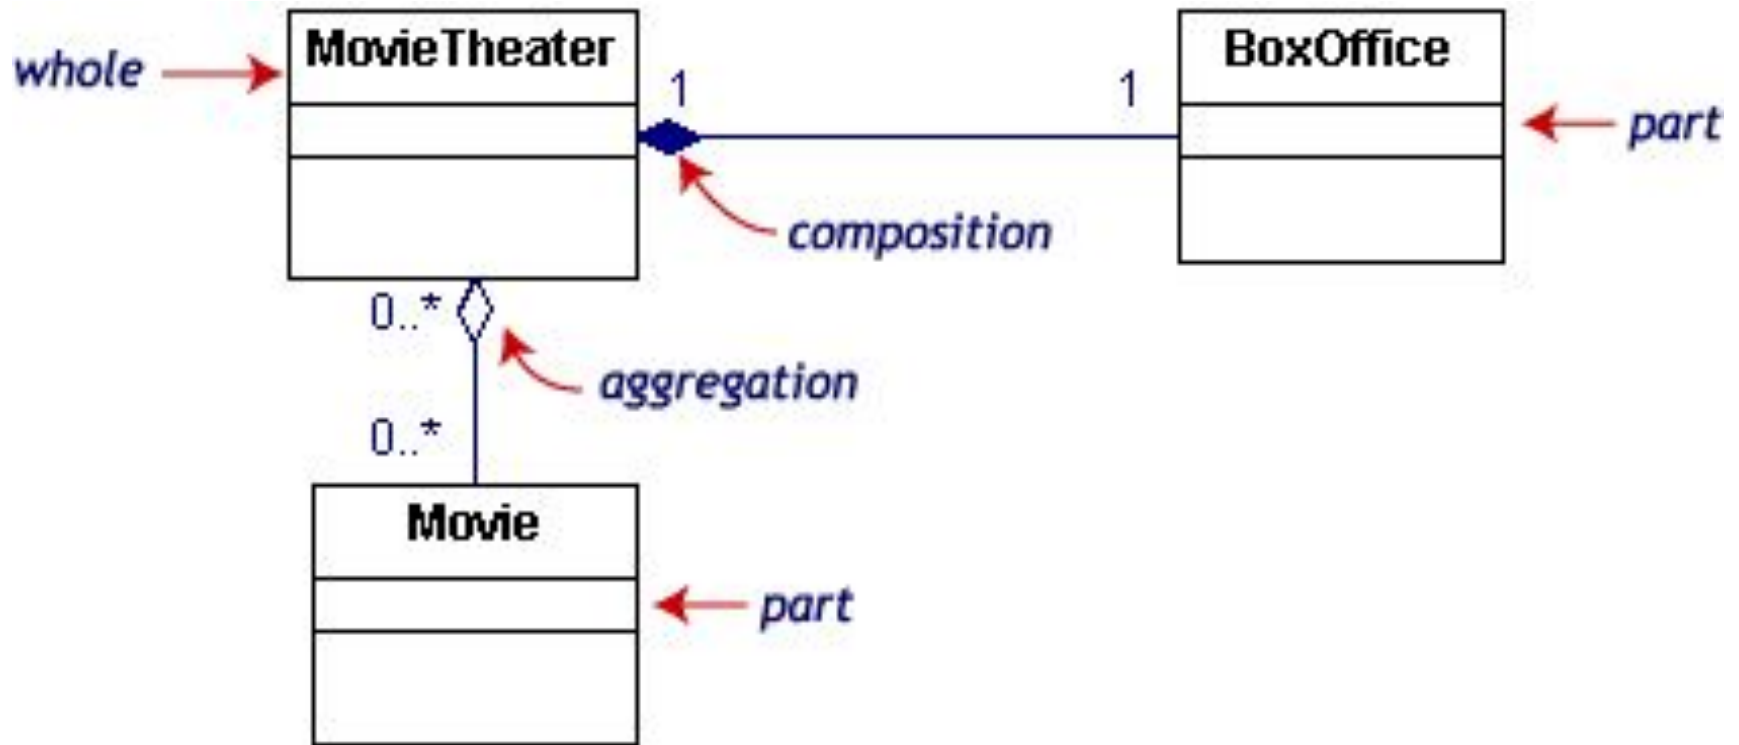 MovieTheater
BoxOffice
whole
1
1
part
composition
0..*
aggregation
0..*
Movie
part